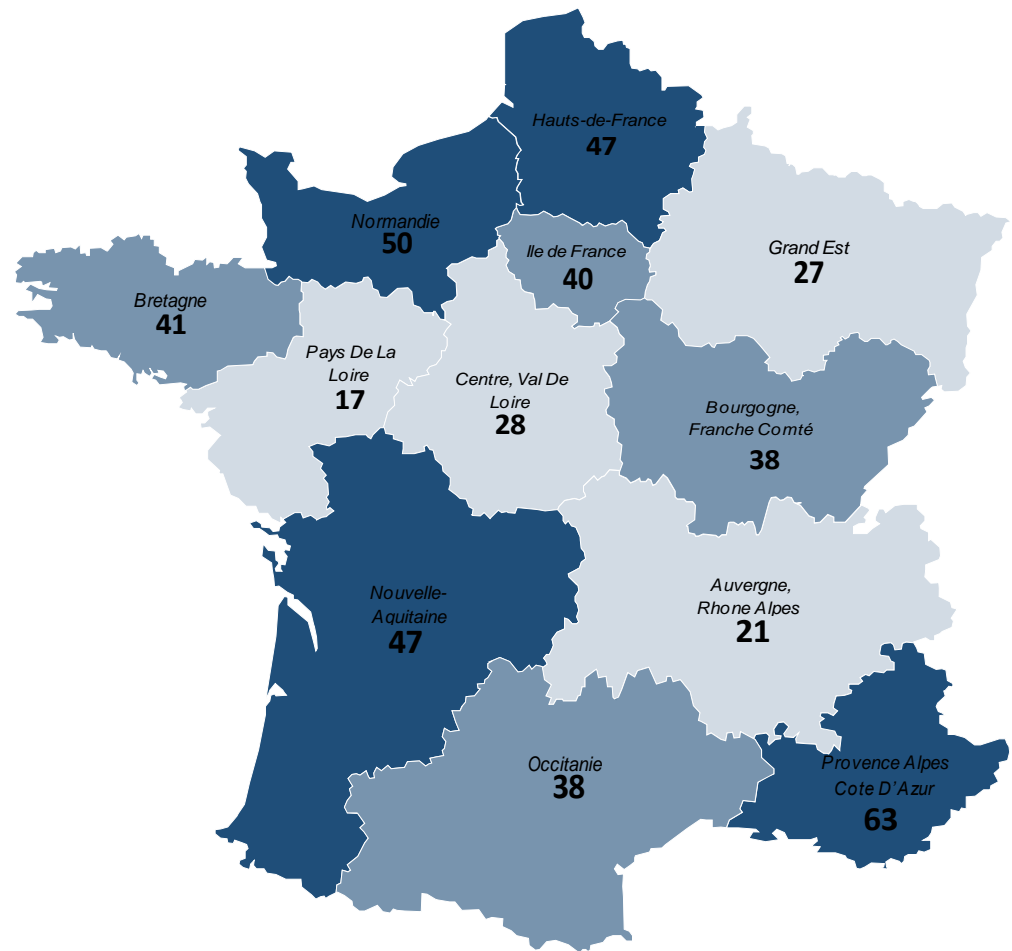 Hauts-de-France
47
Normandie
50
Ile de France
40
Grand Est
27
Bretagne
41
Pays De La
Loire
17
Centre, Val De
Loire
28
Bourgogne,
Franche Comté
38
Nouvelle-
Aquitaine
47
Auvergne,
Rhone Alpes
21
Occitanie
38
Provence Alpes
Cote D’Azur
63